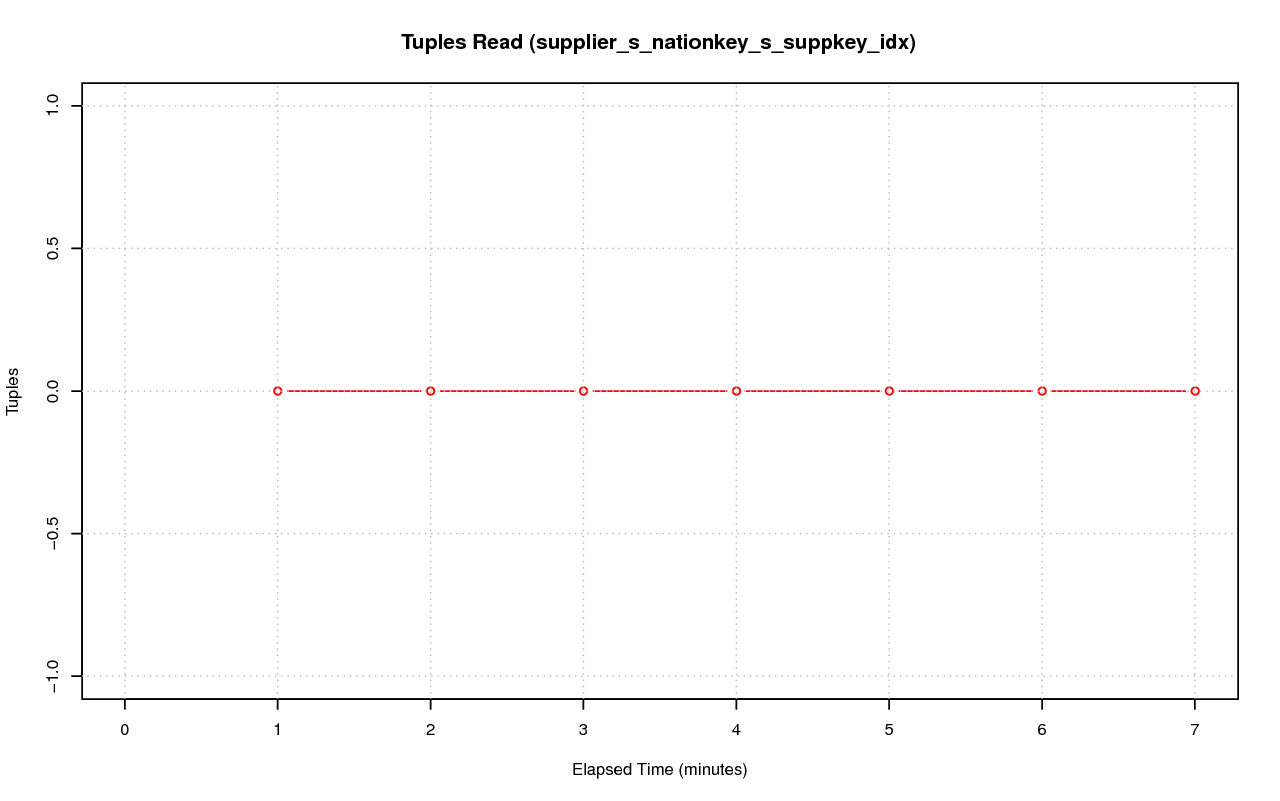 Tuples Read (supplier_s_nationkey_s_suppkey_idx)
1.0
0.5
0.0
−0.5
−1.0
Tuples
0 1 2 3 4 5 6 7
Elapsed Time (minutes)